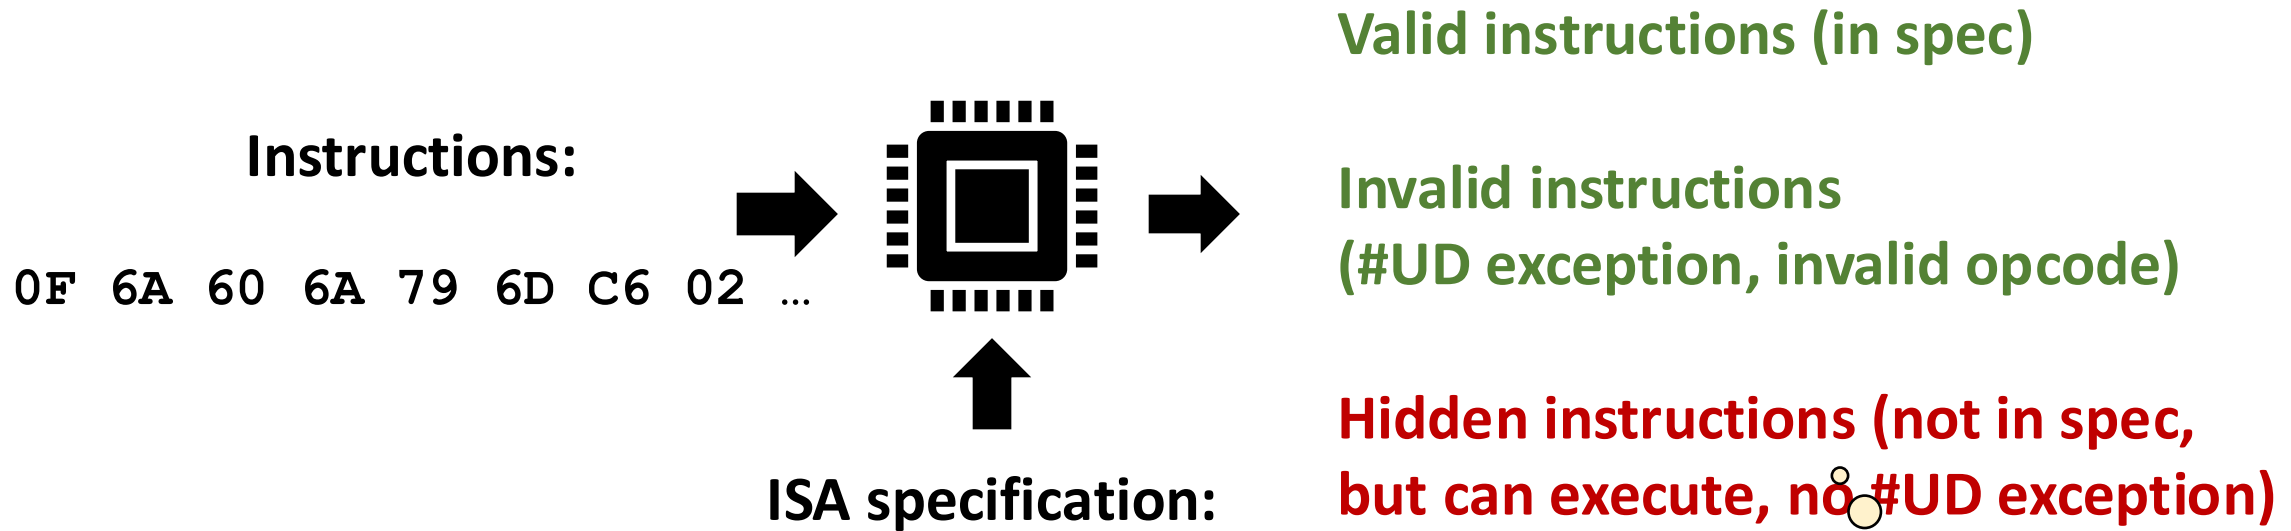 Valid instructions (in spec)
Instructions:
Invalid instructions
(#UD exception, invalid opcode)
0F 6A 60 6A 79 6D C6 02 …
Hidden instructions (not in spec,
but can execute, no #UD exception)
ISA specification: